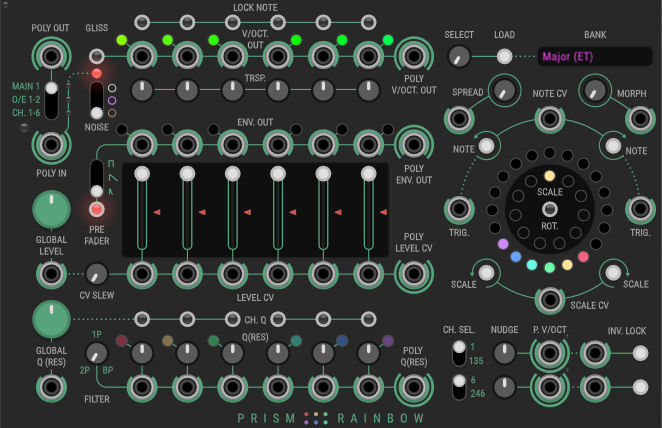 POLY OUT
GLISS
LOCK NOTE
V/OCT.
OUT
SELECT
LOAD
BANK
Major (ET)
MAIN 1
O/E 1-2
CH. 1-6
TRSP.
POLY
V/OCT. OUT
SPREAD
NOTE CV
MORPH
NOISE
ENV. OUT
NOTE
NOTE
POLY IN
POLY
ENV. OUT
SCALE
ROT.
GLOBAL
LEVEL
PRE
FADER
TRIG.
TRIG.
POLY
LEVEL CV
CV SLEW
LEVEL CV
SCALE
SCALE
SCALE CV
CH. Q
1P
Q(RES)
CH. SEL.
NUDGE
P. V/OCT
INV. LOCK
GLOBAL
Q (RES)
2P
BP
POLY
Q(RES)
1
135
6
246
FILTER
PRISM RAINBOW